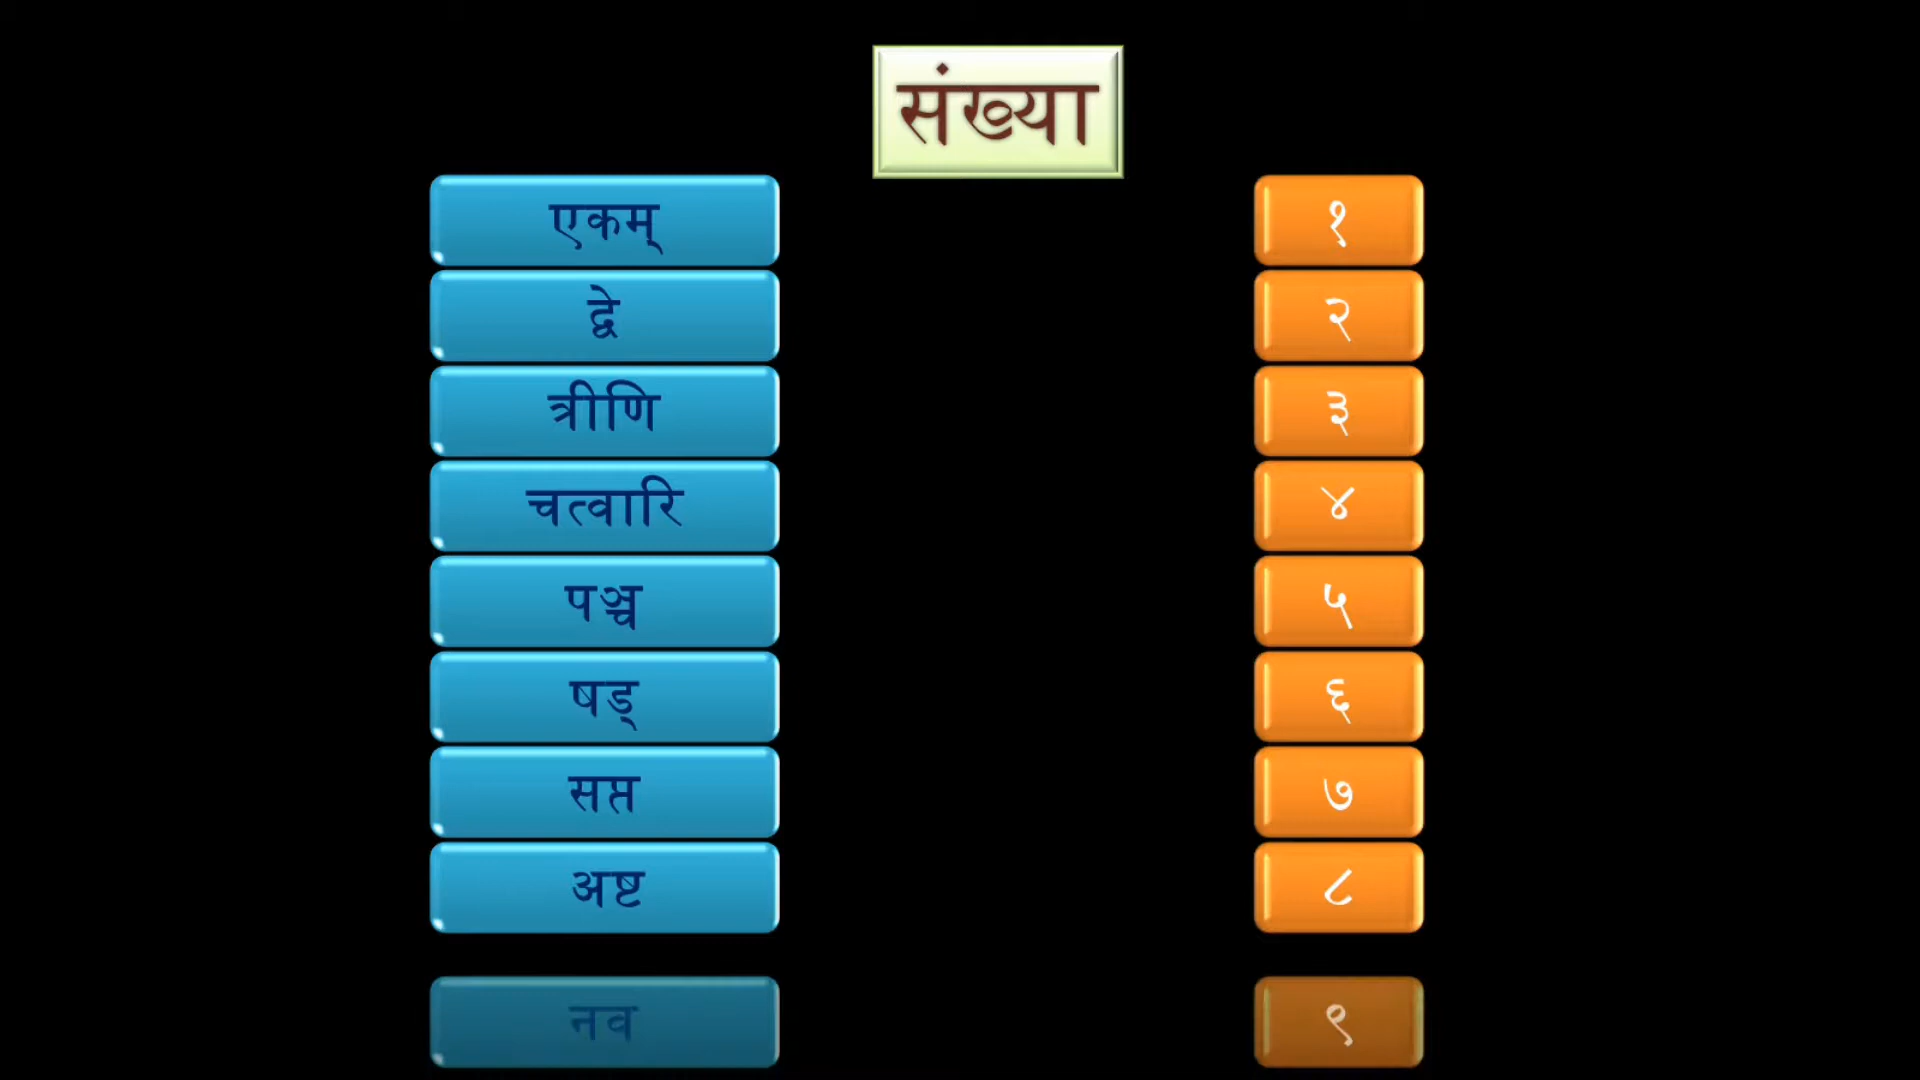 संख्या
एकम् १
द्वे २
त्रीणि ३
चत्वारि ४
पञ्च ५
षड् ६
सप्त ७
अष्ट ८
नव ९